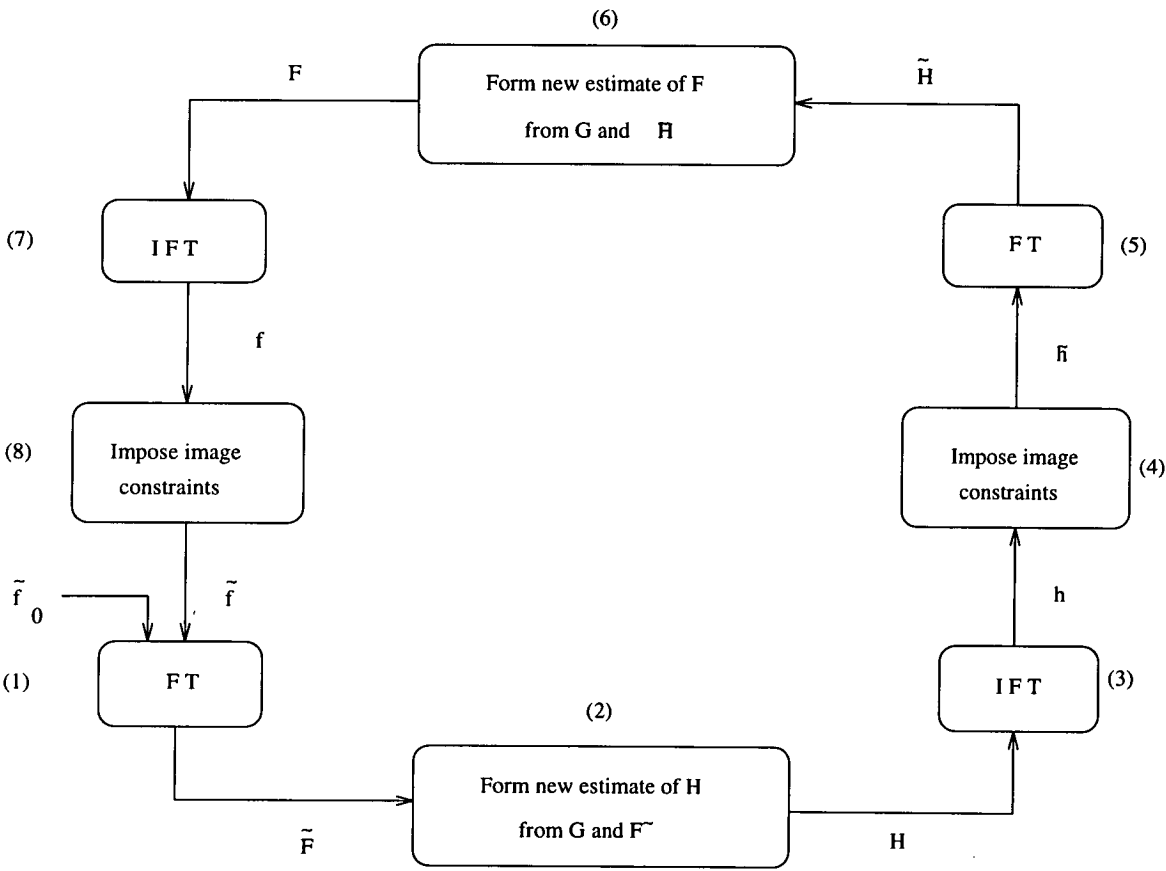 (6)
Form new estimate of F
from G and H̃
F
H̃
(7)
I F T
F T
(5)
f
h̃
(8)
Impose image
constraints
Impose image
constraints
(4)
f̃ 0
f̃
h
(1)
F T
I F T
(3)
(2)
Form new estimate of H
from G and F~
F̃
H